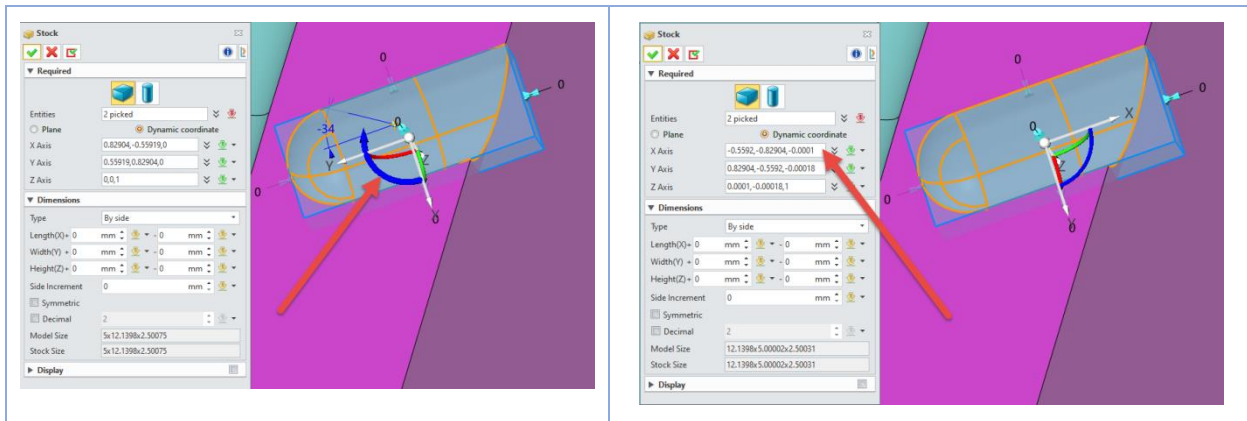 Stock
Required
Entities 2 picked
Plane Dynamic coordinate
X Axis 0.82904,-0.55919,0
Y Axis 0.55919,0.82904,0
Z Axis 0,0,1
Dimensions
Type By side
Length(X)+ 0 mm - 0 mm
Width(Y) + 0 mm - 0 mm
Height(Z)+ 0 mm - 0 mm
Side Increment 0 mm
Symmetric
Decimal 2
Model Size 5x12.1398x2.50075
Stock Size 5x12.1398x2.50075
Display
0
0
-34
0
Y
Z
0
0
Stock
Required
Entities 2 picked
Plane Dynamic coordinate
X Axis -0.5592,-0.82904,-0.0001
Y Axis 0.82904,-0.5592,-0.00018
Z Axis 0.0001,-0.00018,1
Dimensions
Type By side
Length(X)+ 0 mm - 0 mm
Width(Y) + 0 mm - 0 mm
Height(Z)+ 0 mm - 0 mm
Side Increment 0 mm
Symmetric
Decimal 2
Model Size 12.1398x5.00002x2.50031
Stock Size 12.1398x5.00002x2.50031
Display
0
0
X
0
Z
0
0